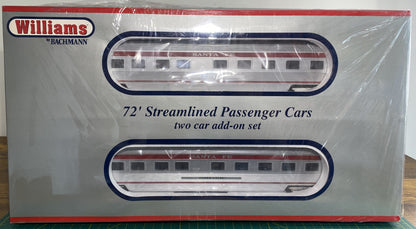 Williams
by BACHMANN
SANTA FE
72' Streamlined Passenger Cars
two car add-on set
SANTA FE